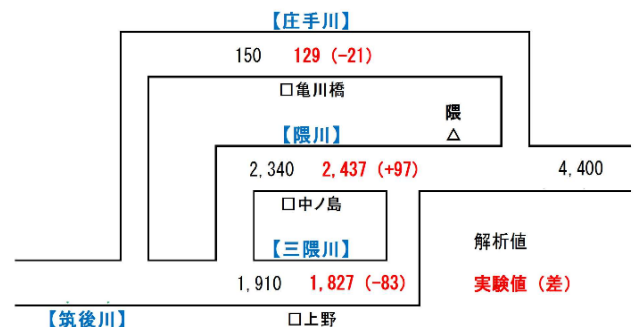 【庄手川】
150 129 (-21)
□亀川橋
隈
△
【隈川】
2,340 2,437 (+97)
4,400
□中ノ島
解析値
【三隈川】
1,910 1,827 (-83)
実験値（差）
【筑後川】
□上野